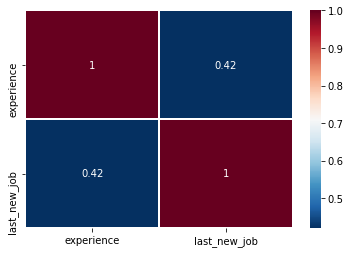 experience
last_new_job
1
0.42
0.42
1
experience
last_new_job
1.0
0.9
0.8
0.7
0.6
0.5